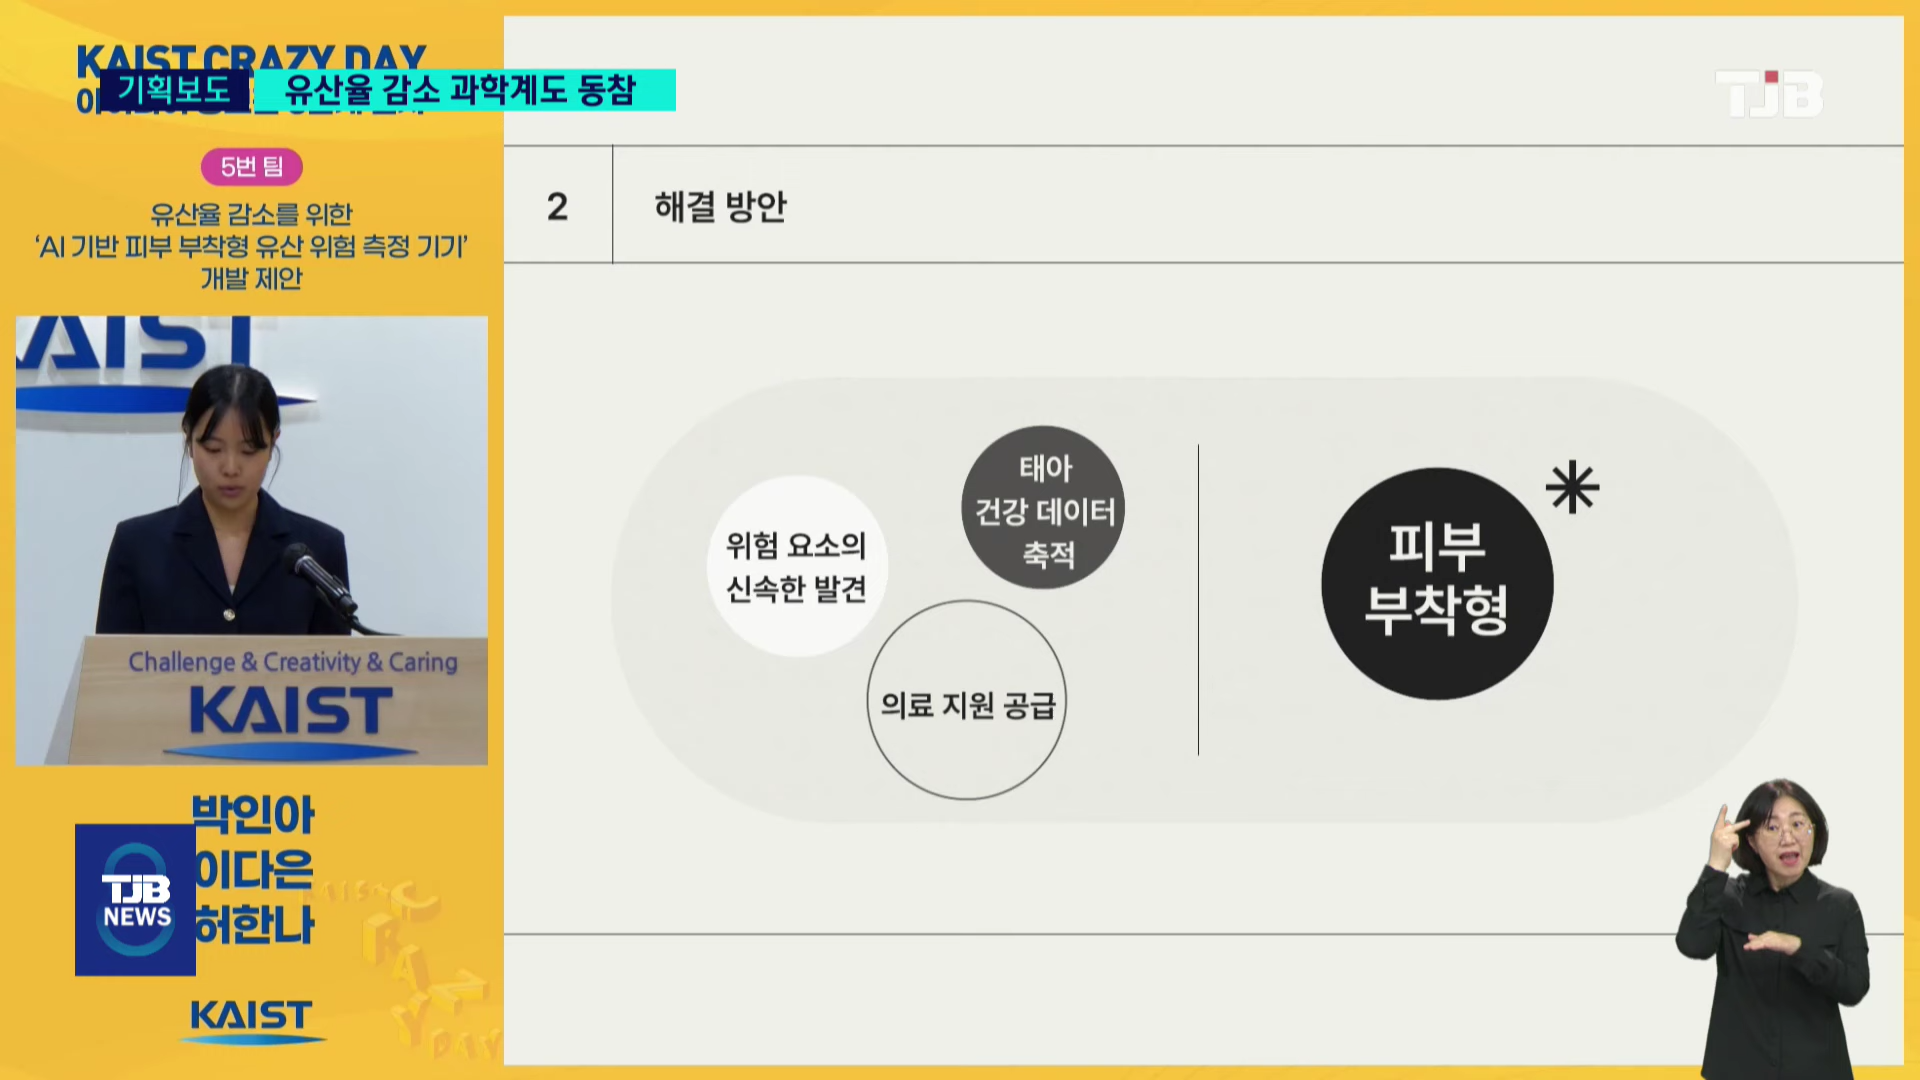 KAIST CRAZY DAY
기획보도
유산율 감소 과학계도 동참
TJB
5번 팀
유산율 감소를 위한
‘AI 기반 피부 부착형 유산 위험 측정 기기’
개발 제안
2
해결 방안
KAIST
태아
건강 데이터
축적
위험 요소의
신속한 발견
의료 지원 공급
피부
부착형
Challenge & Creativity & Caring
KAIST
박인아
이다은
허한나
TJB
NEWS
KAIST
KAIST
CRAZY
DAY